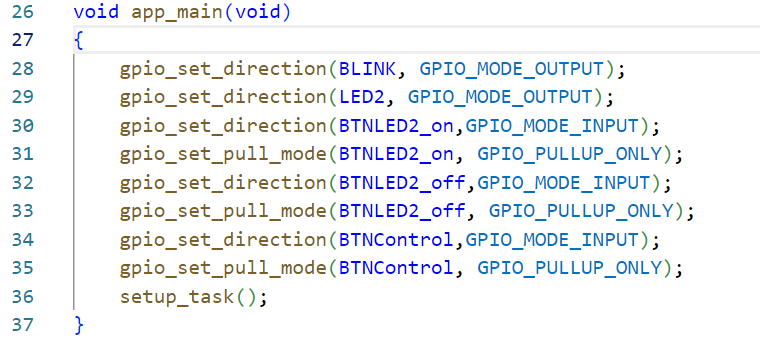 26 void app_main(void)
27 {
28 gpio_set_direction(BLINK, GPIO_MODE_OUTPUT);
29 gpio_set_direction(LED2, GPIO_MODE_OUTPUT);
30 gpio_set_direction(BTNLED2_on,GPIO_MODE_INPUT);
31 gpio_set_pull_mode(BTNLED2_on, GPIO_PULLUP_ONLY);
32 gpio_set_direction(BTNLED2_off,GPIO_MODE_INPUT);
33 gpio_set_pull_mode(BTNLED2_off, GPIO_PULLUP_ONLY);
34 gpio_set_direction(BTNControl,GPIO_MODE_INPUT);
35 gpio_set_pull_mode(BTNControl, GPIO_PULLUP_ONLY);
36 setup_task();
37 }